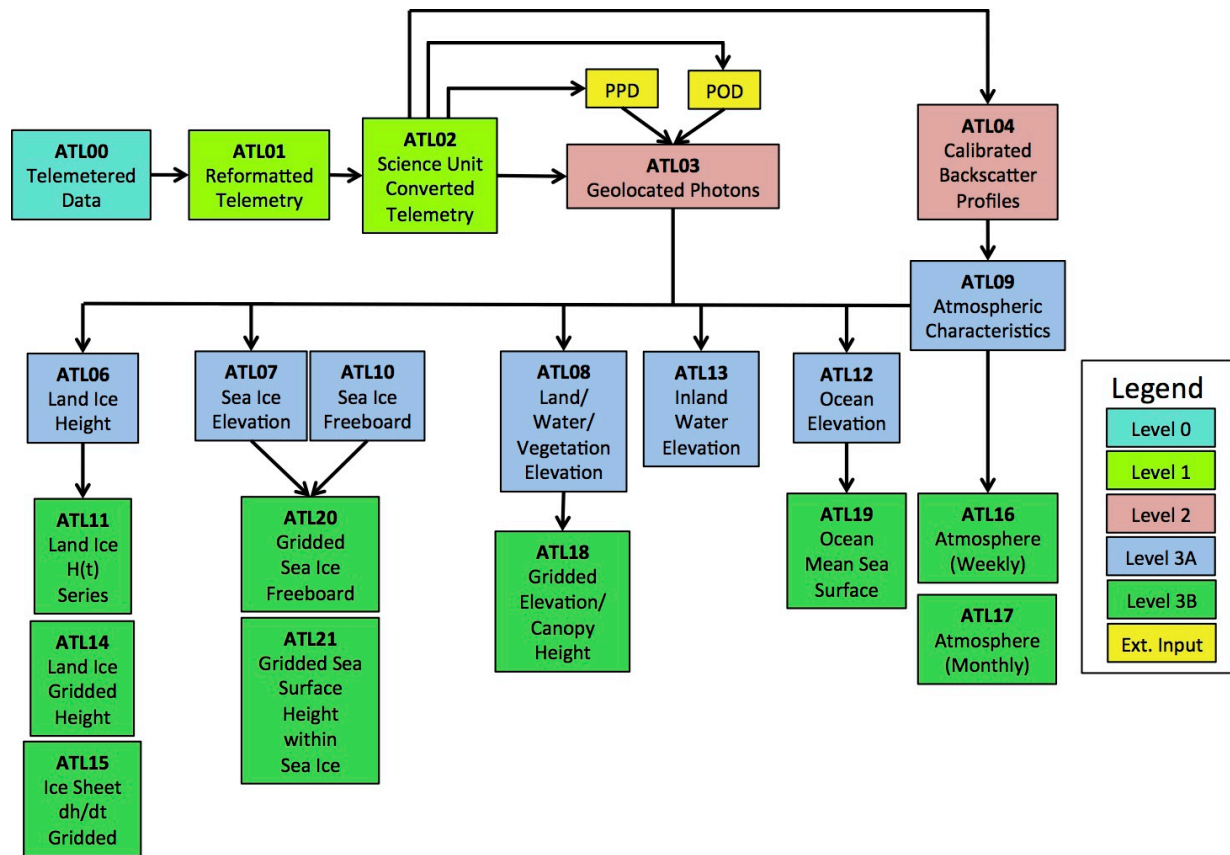 PPD
POD
ATL00
Telemetered
Data
ATL01
Reformatted
Telemetry
ATL02
Science Unit
Converted
Telemetry
ATL03
Geolocated Photons
ATL04
Calibrated
Backscatter
Profiles
ATL09
Atmospheric
Characteristics
ATL06
Land Ice
Height
ATL07
Sea Ice
Elevation
ATL10
Sea Ice
Freeboard
ATL08
Land/
Water/
Vegetation
Elevation
ATL13
Inland
Water
Elevation
ATL12
Ocean
Elevation
ATL11
Land Ice
H(t)
Series
ATL14
Land Ice
Gridded
Height
ATL15
Ice Sheet
dh/dt
Gridded
ATL20
Gridded
Sea Ice
Freeboard
ATL21
Gridded Sea
Surface
Height
within
Sea Ice
ATL18
Gridded
Elevation/
Canopy
Height
ATL19
Ocean
Mean Sea
Surface
ATL16
Atmosphere
(Weekly)
ATL17
Atmosphere
(Monthly)
Legend
Level 0
Level 1
Level 2
Level 3A
Level 3B
Ext. Input